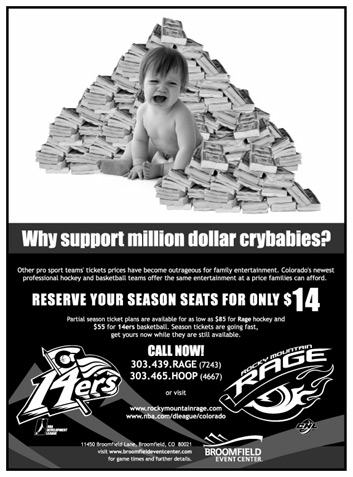 Why support million dollar crybabies?
Other pro sport teams' tickets prices have become outrageous for family entertainment. Colorado's newest
professional hockey and basketball teams offer the same entertainment at a price families can afford.
RESERVE YOUR SEASON SEATS FOR ONLY $14
Partial season ticket plans are available for as low as $85 for Rage hockey and
$55 for 14ers basketball. Season tickets are going fast,
get yours now while they are still available.
CALL NOW!
303.439.RAGE (7243)
303.465.HOOP (4667)
or visit
www.rockymountainrage.com
www.nba.com/dleague/colorado
14ers
NBA
DEVELOPMENT
LEAGUE
ROCKY MOUNTAIN
RAGE
CHL
11450 Broomfield Lane, Broomfield, CO 80021
visit www.broomfieldeventcenter.com
for game times and further details.
BROOMFIELD
EVENT CENTER.